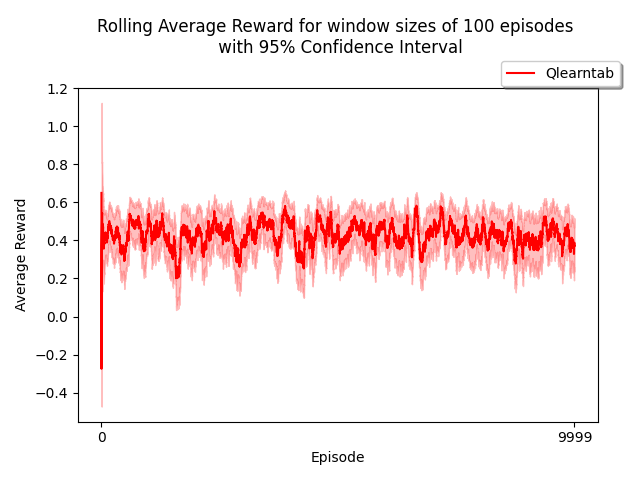 Rolling Average Reward for window sizes of 100 episodes
with 95% Confidence Interval
Qlearntab
1.2
1.0
0.8
0.6
0.4
0.2
0.0
−0.2
−0.4
Average Reward
0
9999
Episode